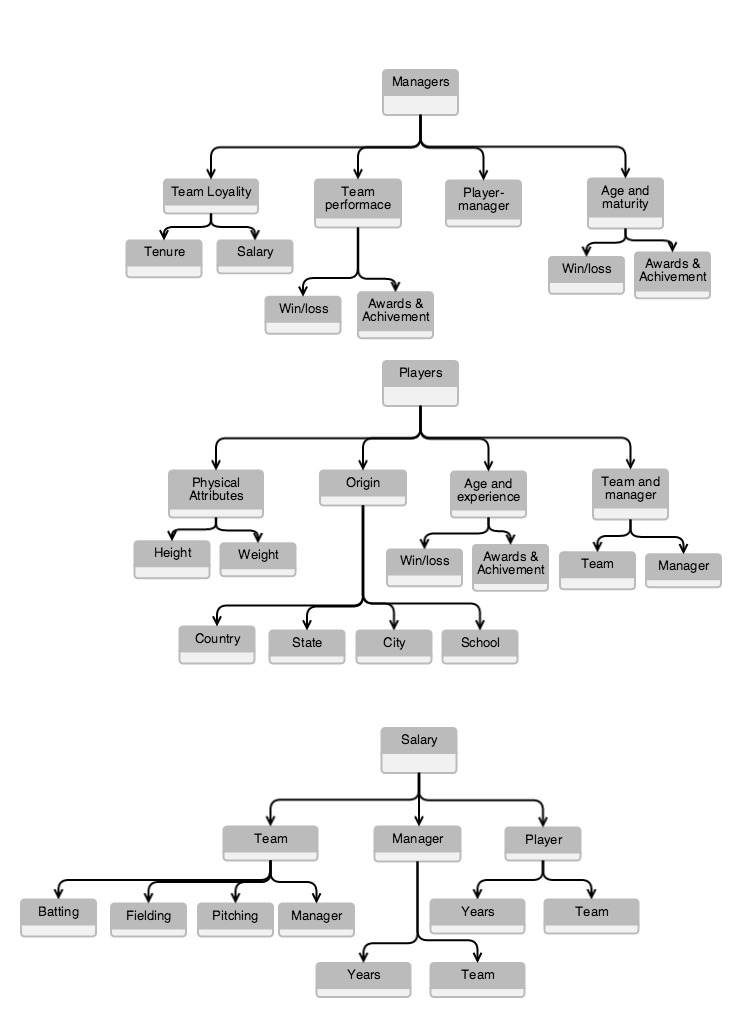 Managers
Team Loyality
Team
performace
Player-
manager
Age and
maturity
Tenure
Salary
Win/loss
Awards &
Achivement
Win/loss
Awards &
Achivement
Players
Physical
Attributes
Origin
Age and
experience
Team and
manager
Height
Weight
Win/loss
Awards &
Achivement
Team
Manager
Country
State
City
School
Salary
Team
Manager
Player
Batting
Fielding
Pitching
Manager
Years
Team
Years
Team